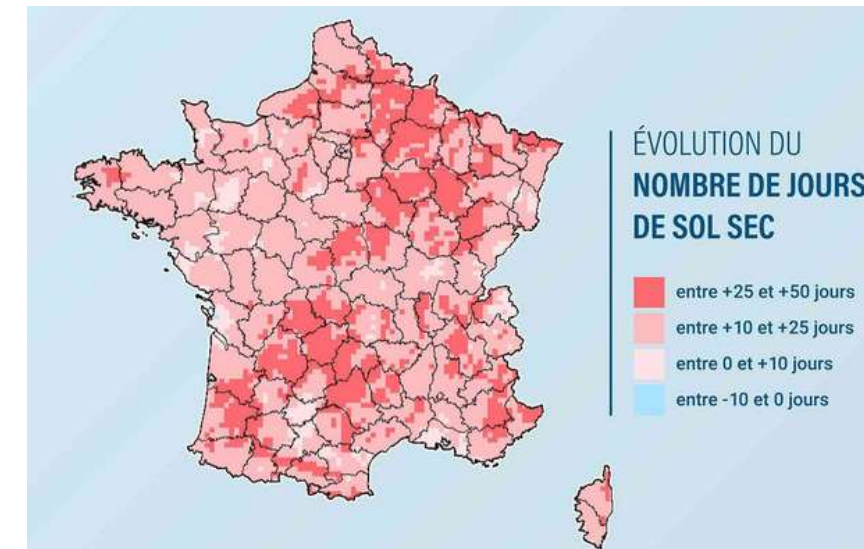 ÉVOLUTION DU
NOMBRE DE JOURS
DE SOL SEC
entre +25 et +50 jours
entre +10 et +25 jours
entre 0 et +10 jours
entre -10 et 0 jours